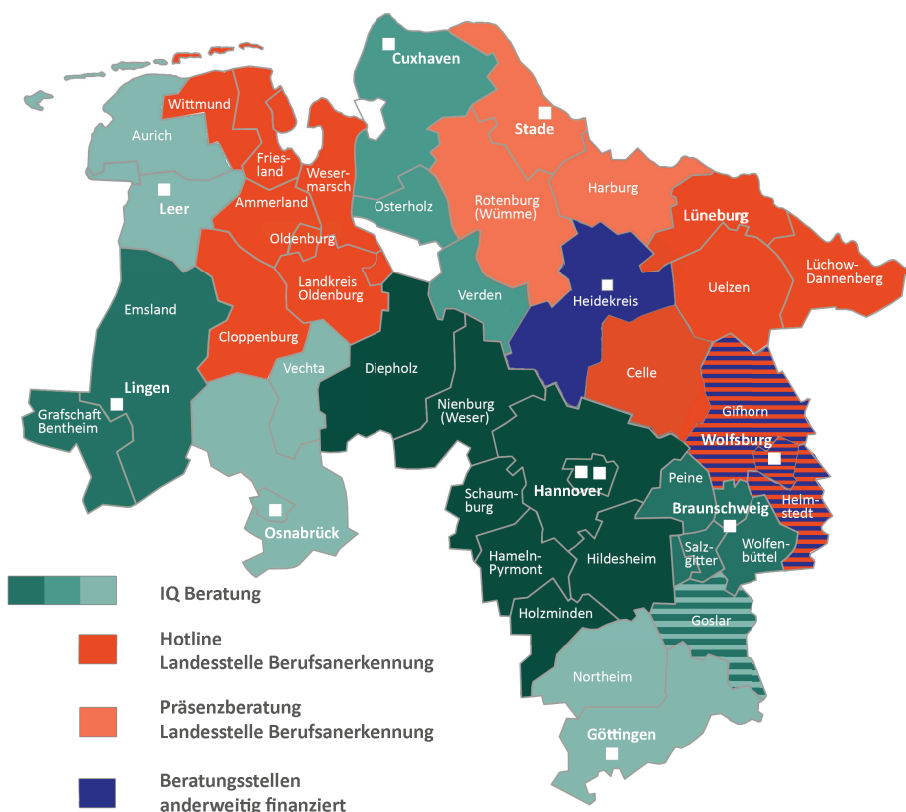 Cuxhaven
Wittmund
Stade
Aurich
Fries-
land
Weser-
marsch
Harburg
Leer
Ammerland
Osterholz
Rotenburg
(Wümme)
Lüneburg
Oldenburg
Lüchow-
Dannenberg
Landkreis
Oldenburg
Verden
Heidekreis
Uelzen
Emsland
Cloppenburg
Vechta
Diepholz
Celle
Lingen
Grafschaft
Bentheim
Nienburg
(Weser)
Gifhorn
Wolfsburg
Peine
Hannover
Schaum-
burg
Braunschweig
Helm-
stedt
Osnabrück
Hameln-
Pyrmont
Hildesheim
Salz-
gitter
Wolfen-
büttel
Holzminden
Goslar
Northeim
Göttingen
IQ Beratung
Hotline
Landesstelle Berufsanerkennung
Präsenzberatung
Landesstelle Berufsanerkennung
Beratungsstellen
anderweitig finanziert